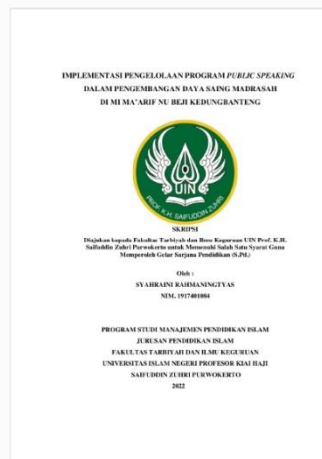 IMPLEMENTASI PENGELOLAAN PROGRAM PUBLIC SPEAKING
DALAM PENGEMBANGAN DAYA SAING MADRASAH
DI MI MA'ARIF NU BEJI KEDUNGBANTENG
UIN
PROF. K.H. SAIFUDDIN ZUHRI
SKRIPSI
Diajukan kepada Fakultas Tarbiyah dan Ilmu Keguruan UIN Prof. K.H.
Saifuddin Zuhri Purwokerto untuk Memenuhi Salah Satu Syarat Guna
Memperoleh Gelar Sarjana Pendidikan (S.Pd.)
Oleh :
SYAHRAINI RAHMANINGTYAS
NIM. 1917401084
PROGRAM STUDI MANAJEMEN PENDIDIKAN ISLAM
JURUSAN PENDIDIKAN ISLAM
FAKULTAS TARBIYAH DAN ILMU KEGURUAN
UNIVERSITAS ISLAM NEGERI PROFESOR KIAI HAJI
SAIFUDDIN ZUHRI PURWOKERTO
2022